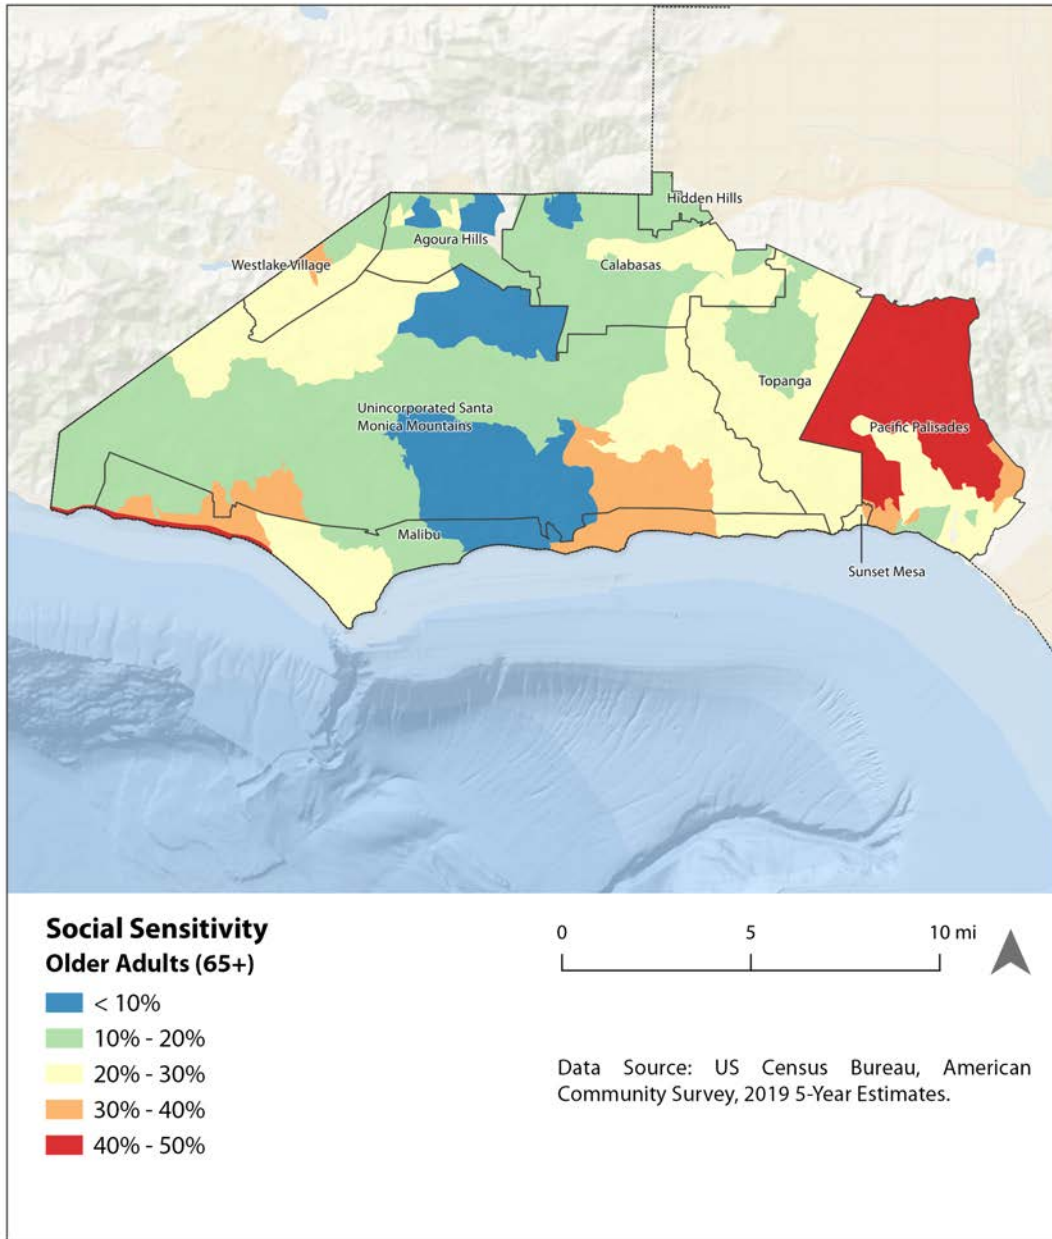 Hidden Hills
Agoura Hills
Westlake Village
Calabasas
Topanga
Unincorporated Santa
Monica Mountains
Pacific Palisades
Malibu
Sunset Mesa
Social Sensitivity
Older Adults (65+)
< 10%
10% - 20%
20% - 30%
30% - 40%
40% - 50%
0 5 10 mi
Data Source: US Census Bureau, American
Community Survey, 2019 5-Year Estimates.